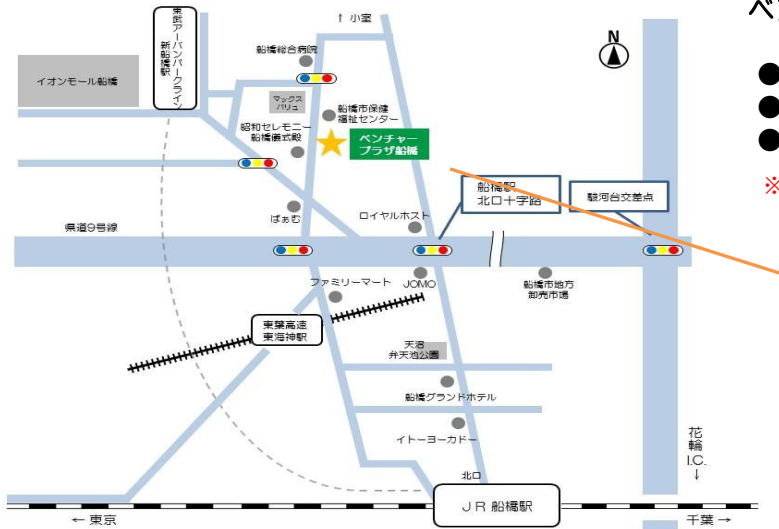 ↑ 小室
東武アーバンパークライン
新船橋駅
イオンモール船橋
船橋総合病院
マックス
バリュ
船橋市保健
福祉センター
昭和セレモニー
船橋儀式殿
ベンチャー
プラザ船橋
N
船橋駅
北口十字路
駿河台交差点
ばぁむ
ロイヤルホスト
県道9号線
ファミリーマート
JOMO
船橋市地方
卸売市場
東葉高速
東海神駅
天沼
弁天池公園
船橋グランドホテル
イトーヨーカドー
花輪
I.C.
↓
北口
JR 船橋駅
← 東京
千葉 →
●
●
●
※